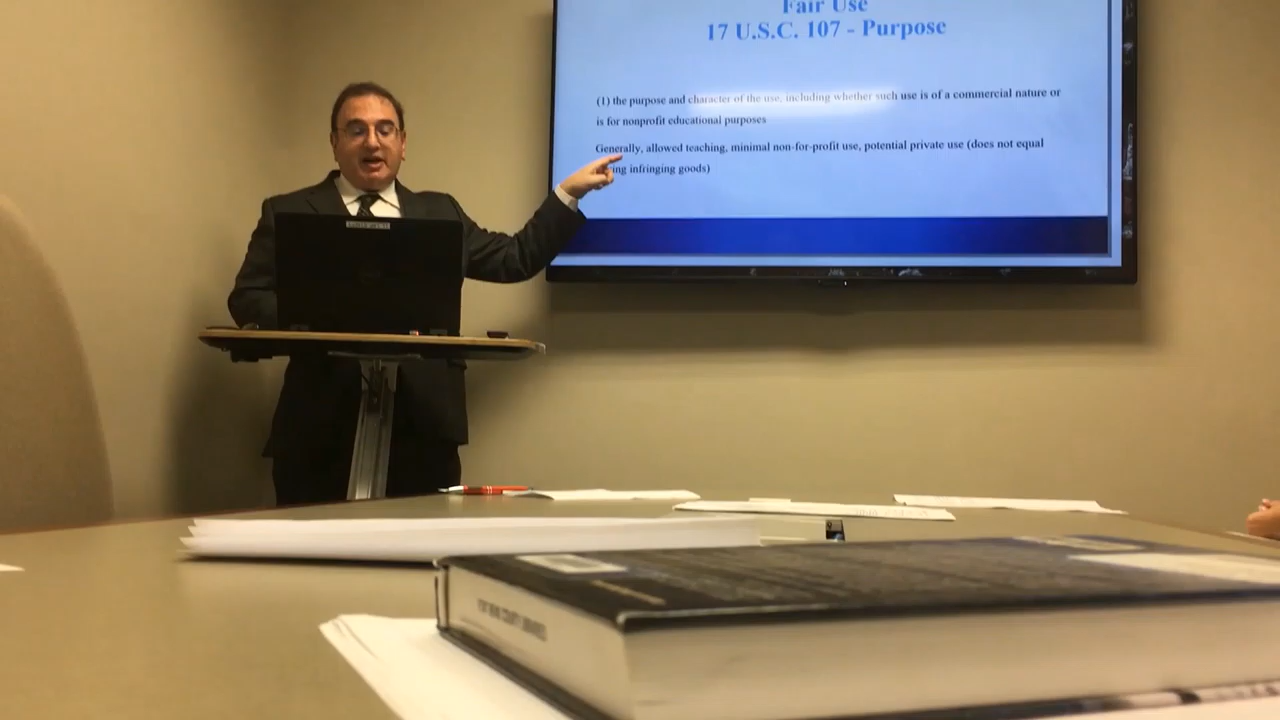 Fair Use
17 U.S.C. 107 - Purpose
(1) the purpose and character of the use, including whether such use is of a commercial nature or
is for nonprofit educational purposes
Generally, allowed teaching, minimal non-for-profit use, potential private use (does not equal
infringing goods)
COUNTY LIBRARIES